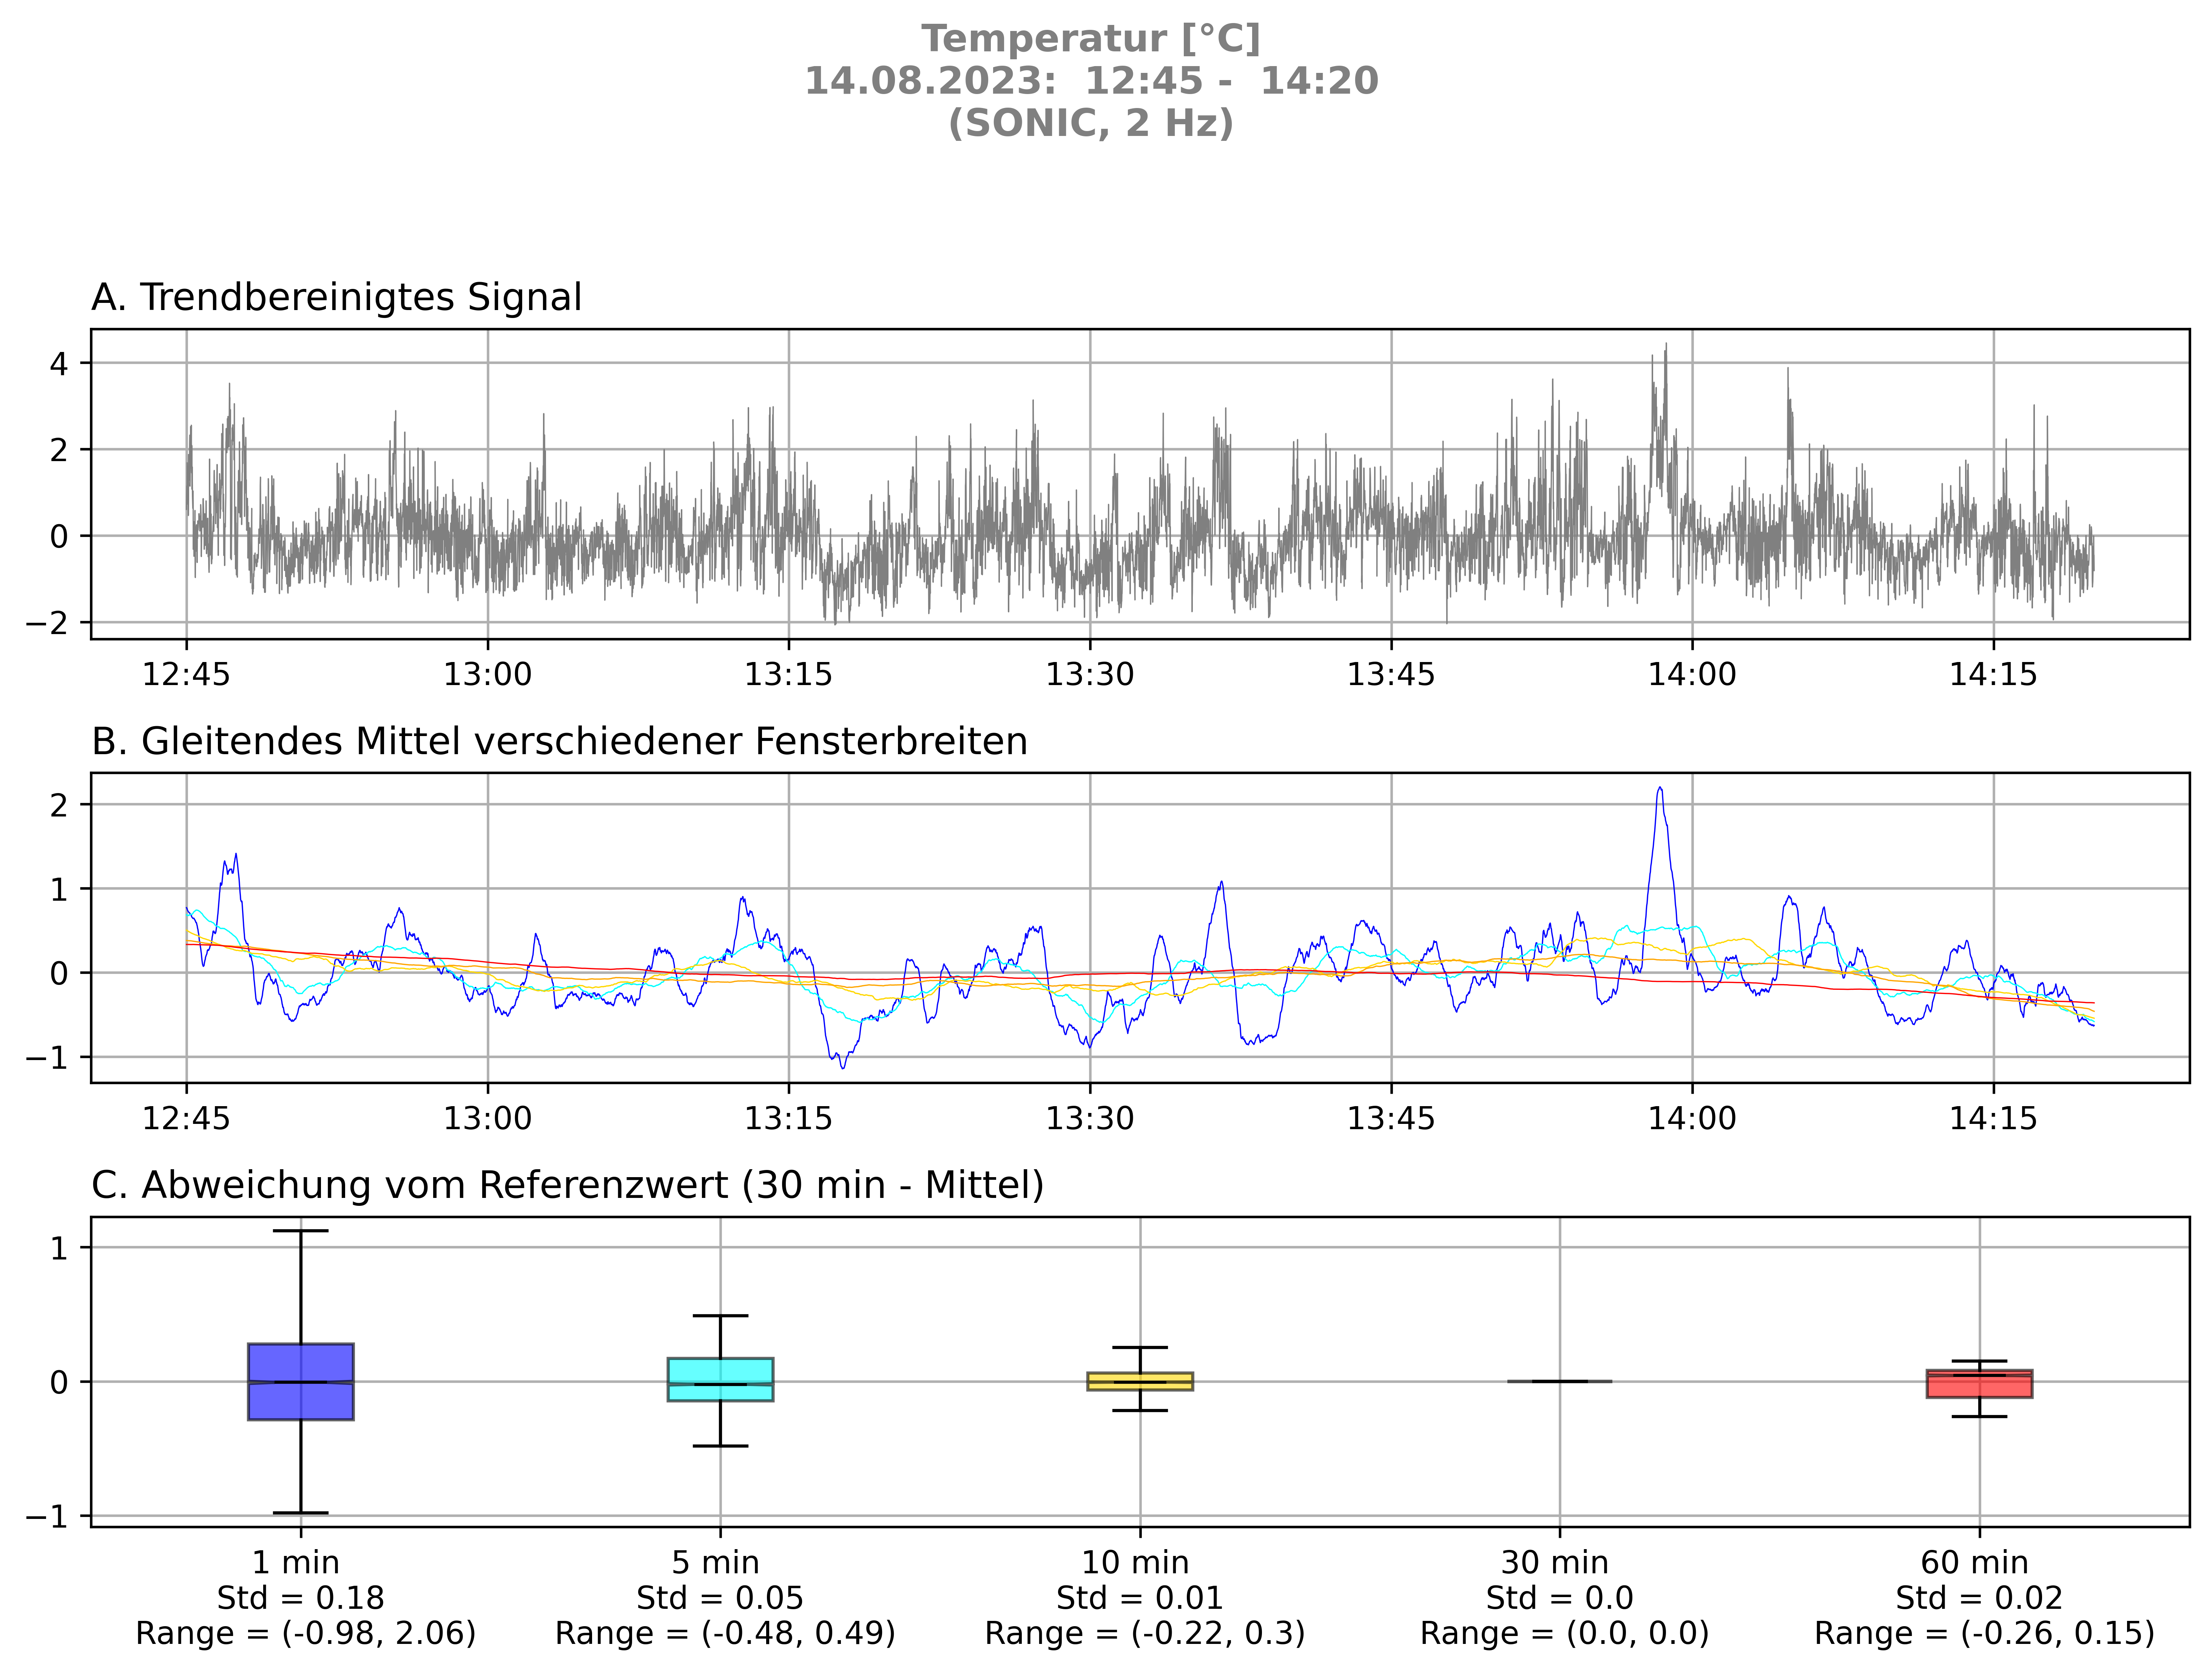 Temperatur [°C]
14.08.2023:  12:45 -  14:20
(SONIC, 2 Hz)
A. Trendbereinigtes Signal
4
2
0
−2
12:45 13:00 13:15 13:30 13:45 14:00 14:15
B. Gleitendes Mittel verschiedener Fensterbreiten
2
1
0
−1
12:45 13:00 13:15 13:30 13:45 14:00 14:15
C. Abweichung vom Referenzwert (30 min - Mittel)
1
0
−1
1 min 5 min 10 min 30 min 60 min
Std = 0.18 Std = 0.05 Std = 0.01 Std = 0.0 Std = 0.02
Range = (-0.98, 2.06) Range = (-0.48, 0.49) Range = (-0.22, 0.3) Range = (0.0, 0.0) Range = (-0.26, 0.15)